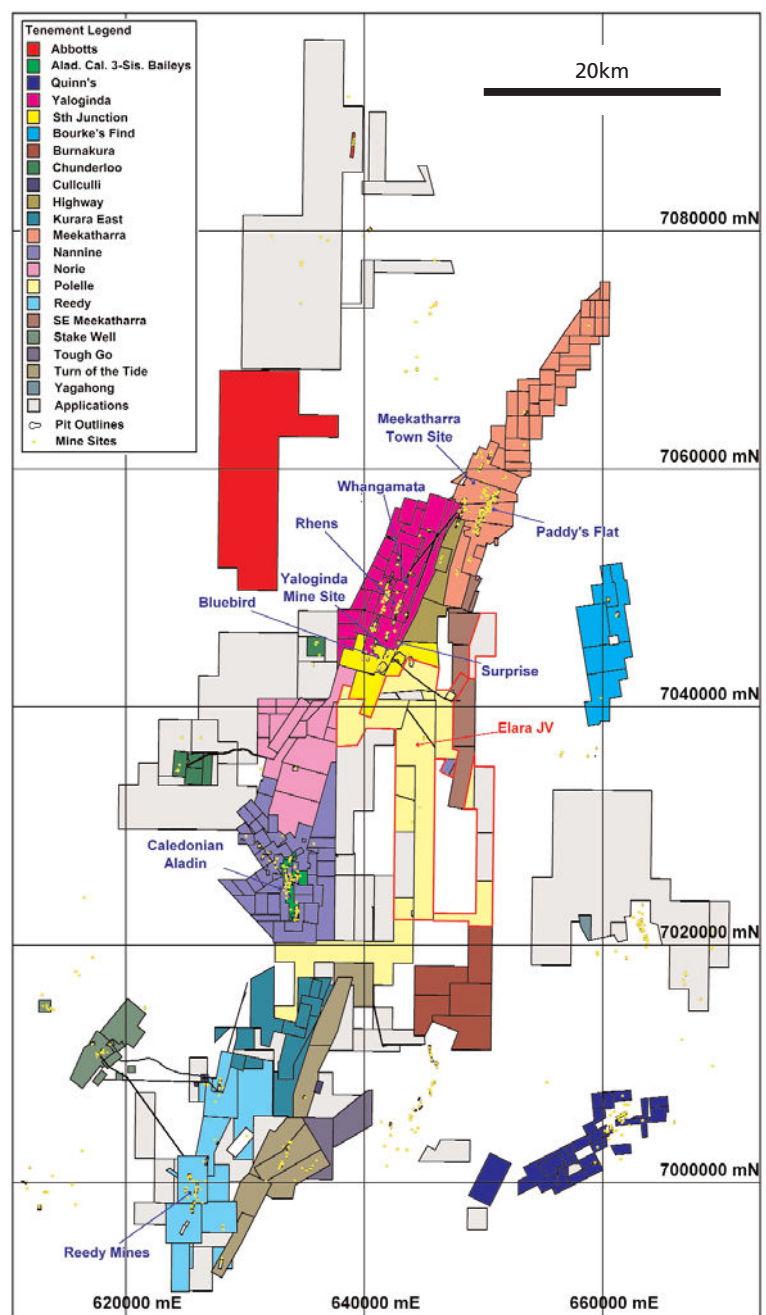 Tenement Legend
Abbotts
Alad. Cal. 3-Sis. Baileys
Quinn's
Yaloginda
Sth Junction
Bourke's Find
Burnakura
Chunderloo
Cullculli
Highway
Kurara East
Meekatharra
Nannine
Norie
Polelle
Reedy
SE Meekatharra
Stake Well
Tough Go
Turn of the Tide
Yagahong
Applications
Pit Outlines
Mine Sites
20km
7080000 mN
Meekatharra
Town Site
7060000 mN
Whangamata
Paddy's Flat
Rhens
Yaloginda
Mine Site
Bluebird
Surprise
7040000 mN
Elara JV
Caledonian
Aladin
7020000 mN
7000000 mN
Reedy Mines
620000 mE
640000 mE
660000 mE